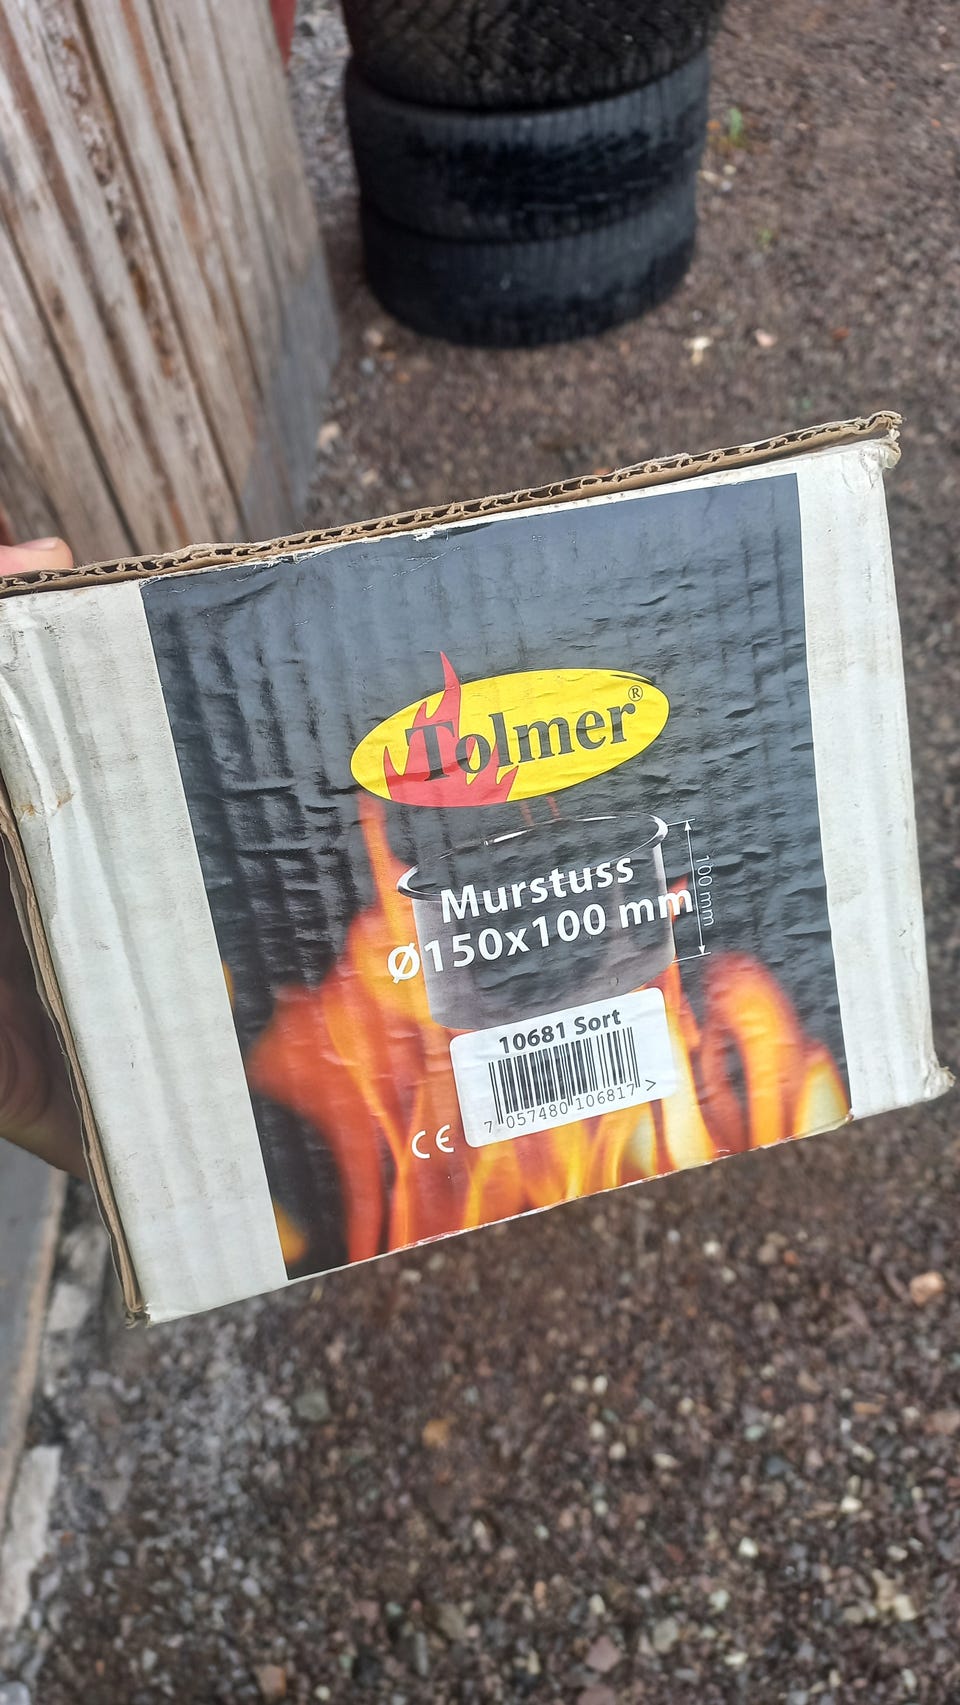 Tolmer®
100 mm
Murstuss
Ø150x100 mm
10681 Sort
7 057480 106817 >
CE